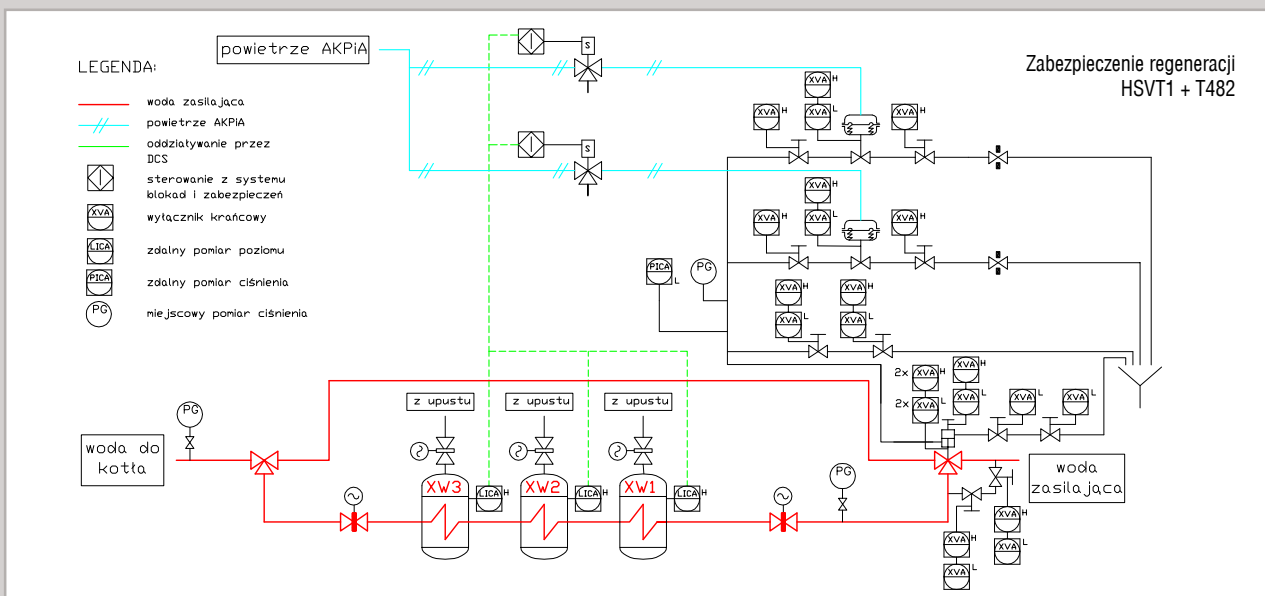 powietrze AKPiA
Zabezpieczenie regeneracji
HSVT1 + T482
LEGENDA:
woda zasilająca
powietrze AKPiA
oddziaływanie przez
DCS
sterowanie z systemu
blokad i zabezpieczeń
XVA
wyłącznik krańcowy
LICA
zdalny pomiar poziomu
PICA
zdalny pomiar ciśnienia
PG
miejscowy pomiar ciśnienia
S
XVA H
XVA H
XVA L
XVA H
S
XVA H
XVA H
XVA L
XVA H
PICA L
PG
XVA H
XVA H
XVA L
XVA L
2x XVA H
XVA H
2x XVA L
XVA L
XVA L
XVA L
PG
z upustu
z upustu
z upustu
woda do
kotła
woda
zasilająca
XW3
LICA H
XW2
LICA H
XW1
LICA H
PG
XVA H
XVA L
XVA H
XVA L